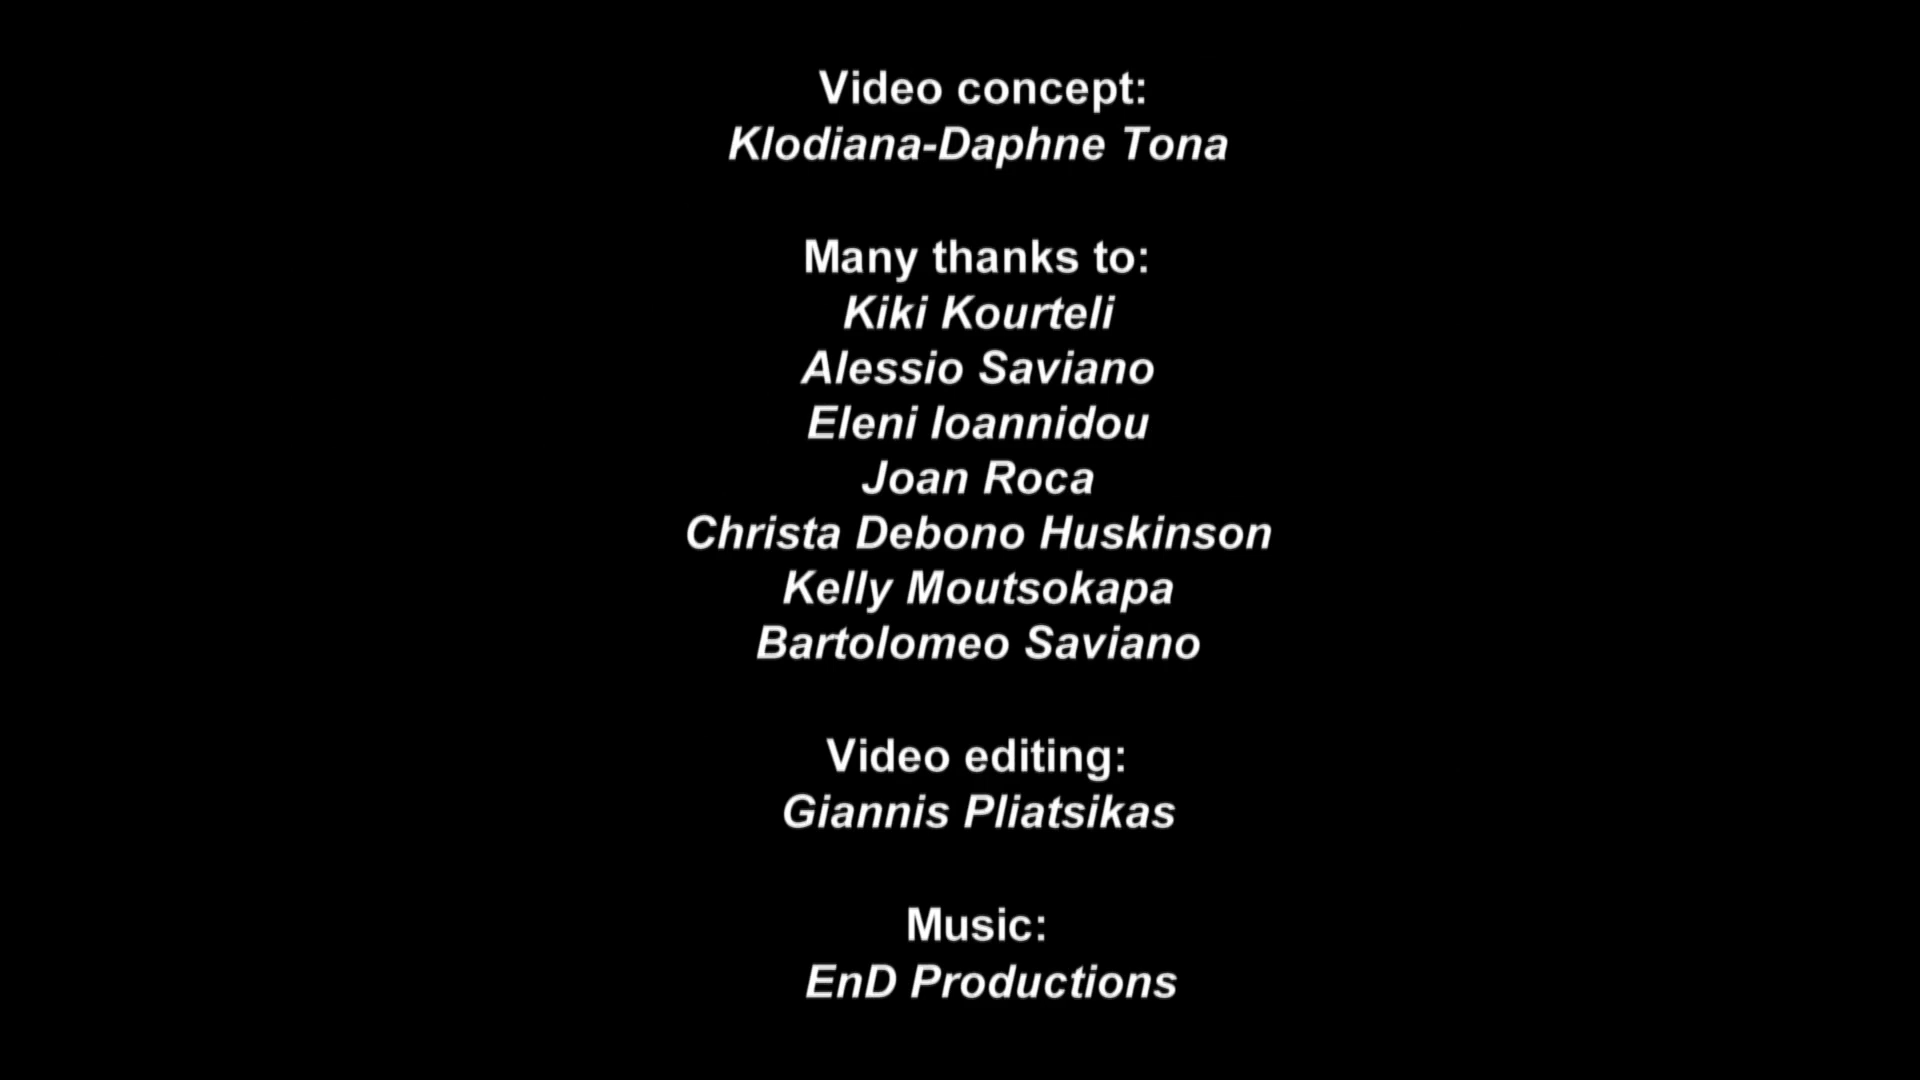 Video concept:
Klodiana-Daphne Tona
Many thanks to:
Kiki Kourteli
Alessio Saviano
Eleni Ioannidou
Joan Roca
Christa Debono Huskinson
Kelly Moutsokapa
Bartolomeo Saviano
Video editing:
Giannis Pliatsikas
Music:
EnD Productions